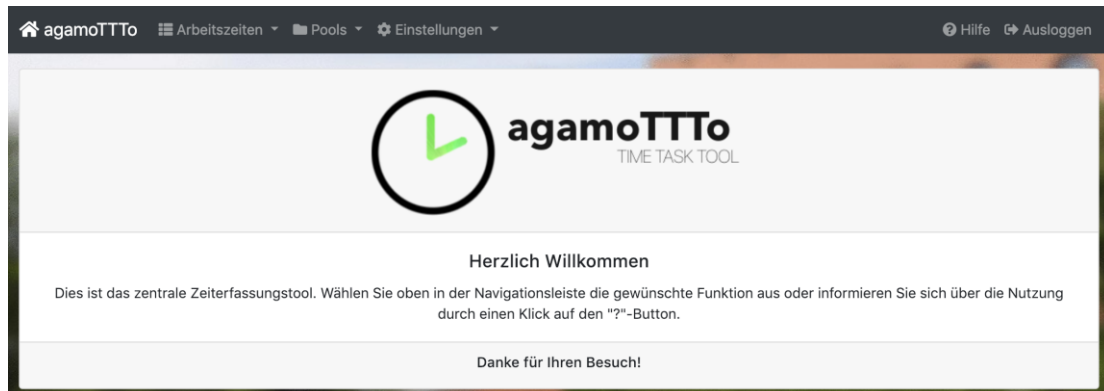 agamoTTTo Arbeitszeiten Pools Einstellungen Hilfe Ausloggen
agamoTTTo
TIME TASK TOOL
Herzlich Willkommen
Dies ist das zentrale Zeiterfassungstool. Wählen Sie oben in der Navigationsleiste die gewünschte Funktion aus oder informieren Sie sich über die Nutzung
durch einen Klick auf den "?"-Button.
Danke für Ihren Besuch!